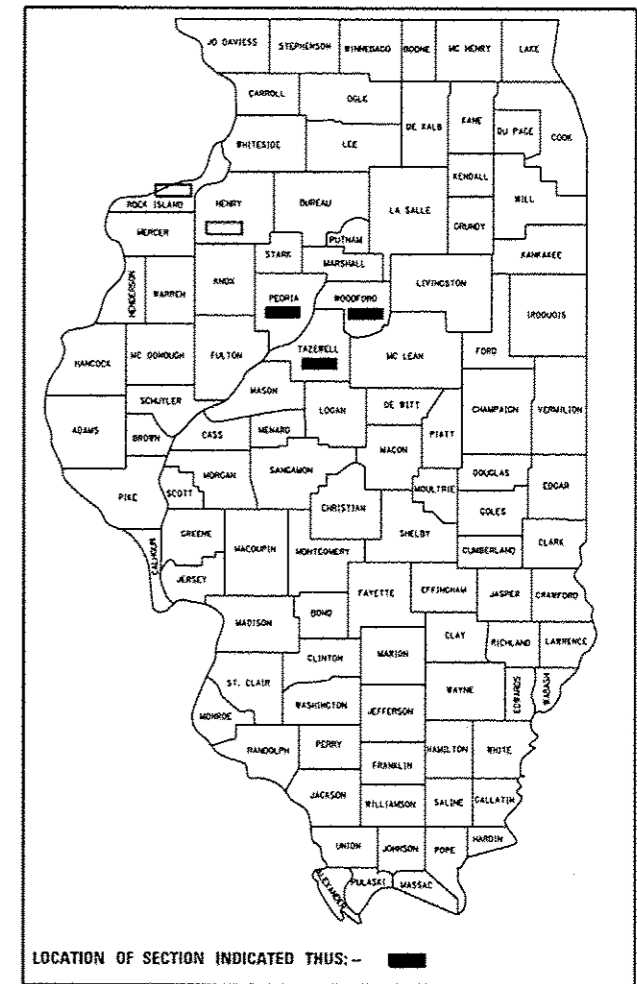 JO DAVIESS STEPHENSON WINNEBAGO BOONE MC HENRY LAKE
CARROLL OGLE DE KALB KANE DU PAGE COOK
WHITESIDE LEE
KENDALL WILL
ROCK ISLAND HENRY BUREAU LA SALLE GRUNDY
MERCER PUTNAM
STARK MARSHALL KANKAKEE
HENDERSON WARREN KNOX PEORIA WOODFORD LIVINGSTON IROQUOIS
HANCOCK MC DONOUGH FULTON TAZEWELL MC LEAN FORD
MASON
SCHUYLER LOGAN DE WITT CHAMPAIGN VERMILION
ADAMS BROWN CASS MENARD MACON PIATT
MORGAN SANGAMON DOUGLAS EDGAR
PIKE SCOTT CHRISTIAN MOULTRIE COLES
CALHOUN GREENE MACOUPIN MONTGOMERY SHELBY CUMBERLAND CLARK
JERSEY
FAYETTE EFFINGHAM JASPER CRAWFORD
MADISON BOND
CLAY RICHLAND LAWRENCE
CLINTON MARION
ST. CLAIR WAYNE EDWARDS WABASH
WASHINGTON JEFFERSON
MONROE
RANDOLPH PERRY HAMILTON WHITE
FRANKLIN
JACKSON WILLIAMSON SALINE GALLATIN
UNION JOHNSON POPE HARDIN
ALEXANDER PULASKI MASSAC
LOCATION OF SECTION INDICATED THUS: -